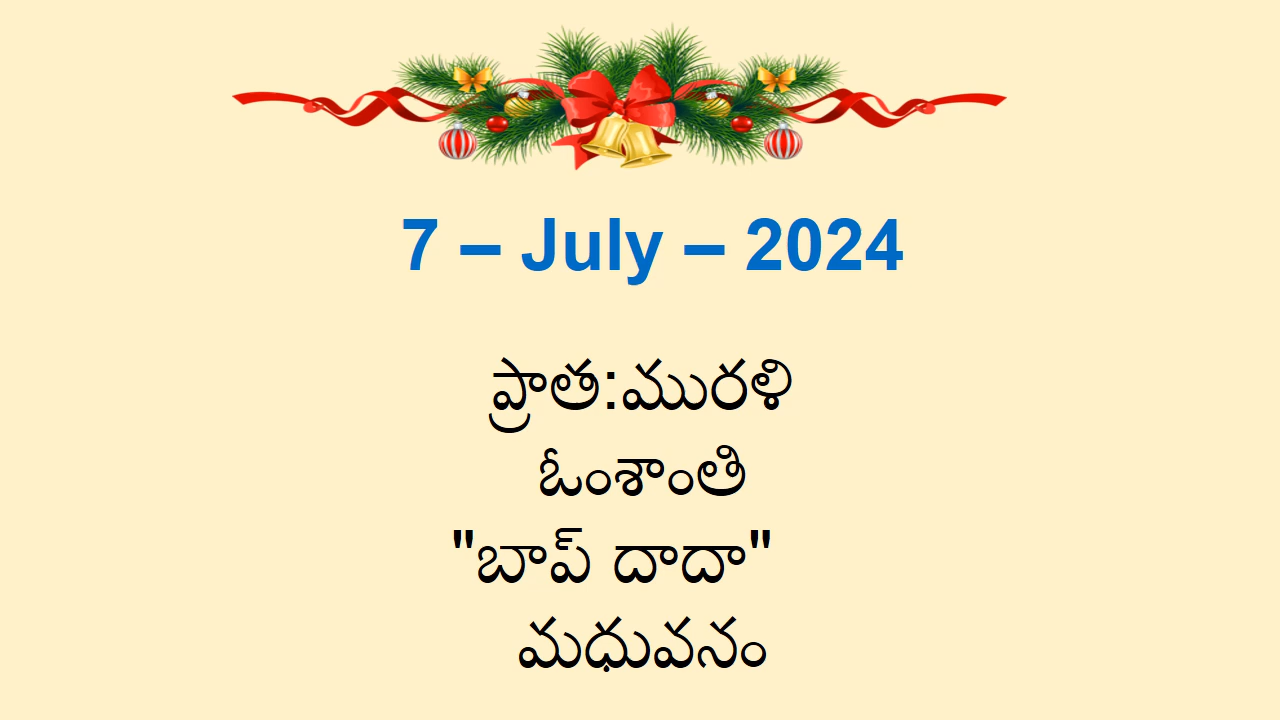 7 – July – 2024
ప్రాత:మురళి
ఓంశాంతి
"బాప్ దాదా"
మధువనం